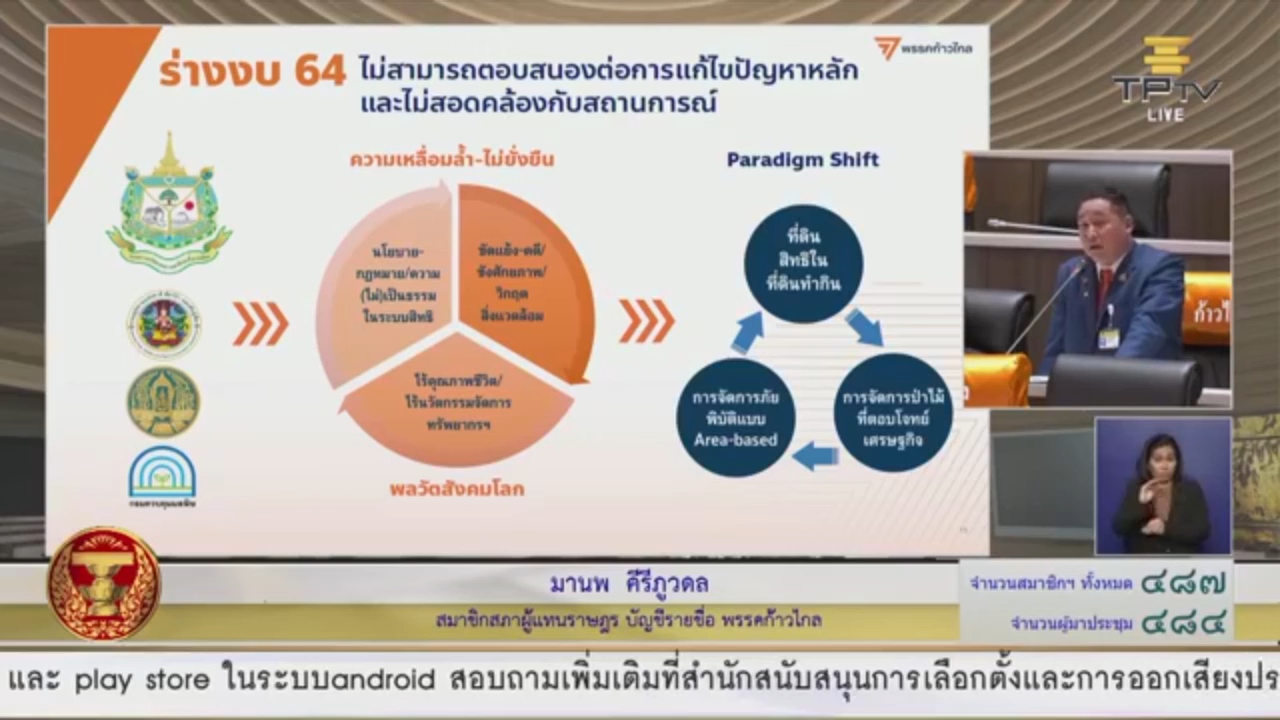 ร่างงบ 64 ไม่สามารถตอบสนองต่อการแก้ไขปัญหาหลัก
และไม่สอดคล้องกับสถานการณ์
พรรคก้าวไกล
TPTV
LIVE
ความเหลื่อมล้ำ-ไม่ยั่งยืน
นโยบาย-
กฎหมาย/ความ
(ไม่)เป็นธรรม
ในระบบสิทธิ
ขัดแย้ง-คดี/
ขังศักยภาพ/
วิกฤต
สิ่งแวดล้อม
ไร้คุณภาพชีวิต/
ไร้นวัตกรรมจัดการ
ทรัพยากรฯ
พลวัตสังคมโลก
Paradigm Shift
ที่ดิน
สิทธิใน
ที่ดินทำกิน
การจัดการภัย
พิบัติแบบ
Area-based
การจัดการป่าไม้
ที่ตอบโจทย์
เศรษฐกิจ
กรมควบคุมมลพิษ
ก้าวไ
มานพ คีรีภูวดล
สมาชิกสภาผู้แทนราษฎร บัญชีรายชื่อ พรรคก้าวไกล
จำนวนสมาชิกฯ ทั้งหมด ๔๘๗
จำนวนผู้มาประชุม ๔๘๔
และ play store ในระบบandroid สอบถามเพิ่มเติมที่สำนักสนับสนุนการเลือกตั้งและการออกเสียงประ